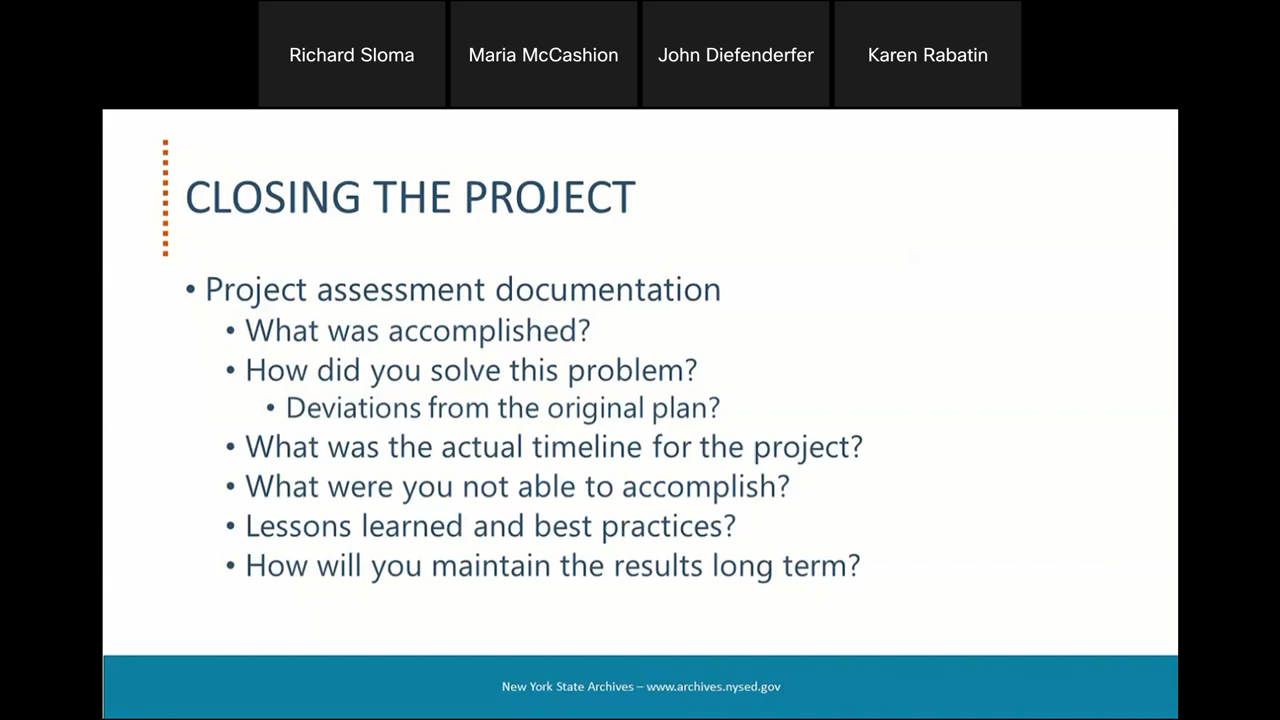 Richard Sloma
Maria McCashion
John Diefenderfer
Karen Rabatin
CLOSING THE PROJECT
• Project assessment documentation
• What was accomplished?
• How did you solve this problem?
• Deviations from the original plan?
• What was the actual timeline for the project?
• What were you not able to accomplish?
• Lessons learned and best practices?
• How will you maintain the results long term?
New York State Archives – www.archives.nysed.gov